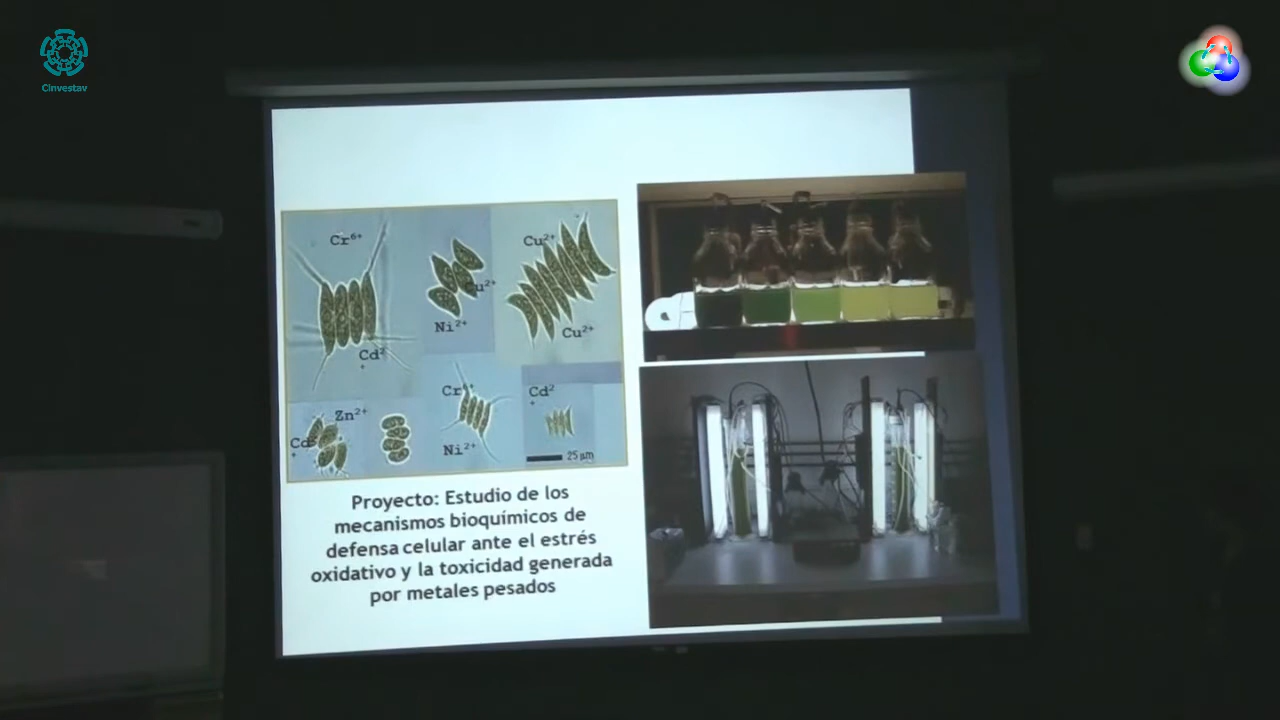 Cinvestav
Cr⁶⁺
Cu²⁺
Cu²⁺
Ni²⁺
Cu²⁺
Cd²
+
Cr⁶⁺
Cd²
+
Zn²⁺
Cd²
+
Ni²⁺
25 µm
Proyecto: Estudio de los
mecanismos bioquímicos de
defensa celular ante el estrés
oxidativo y la toxicidad generada
por metales pesados